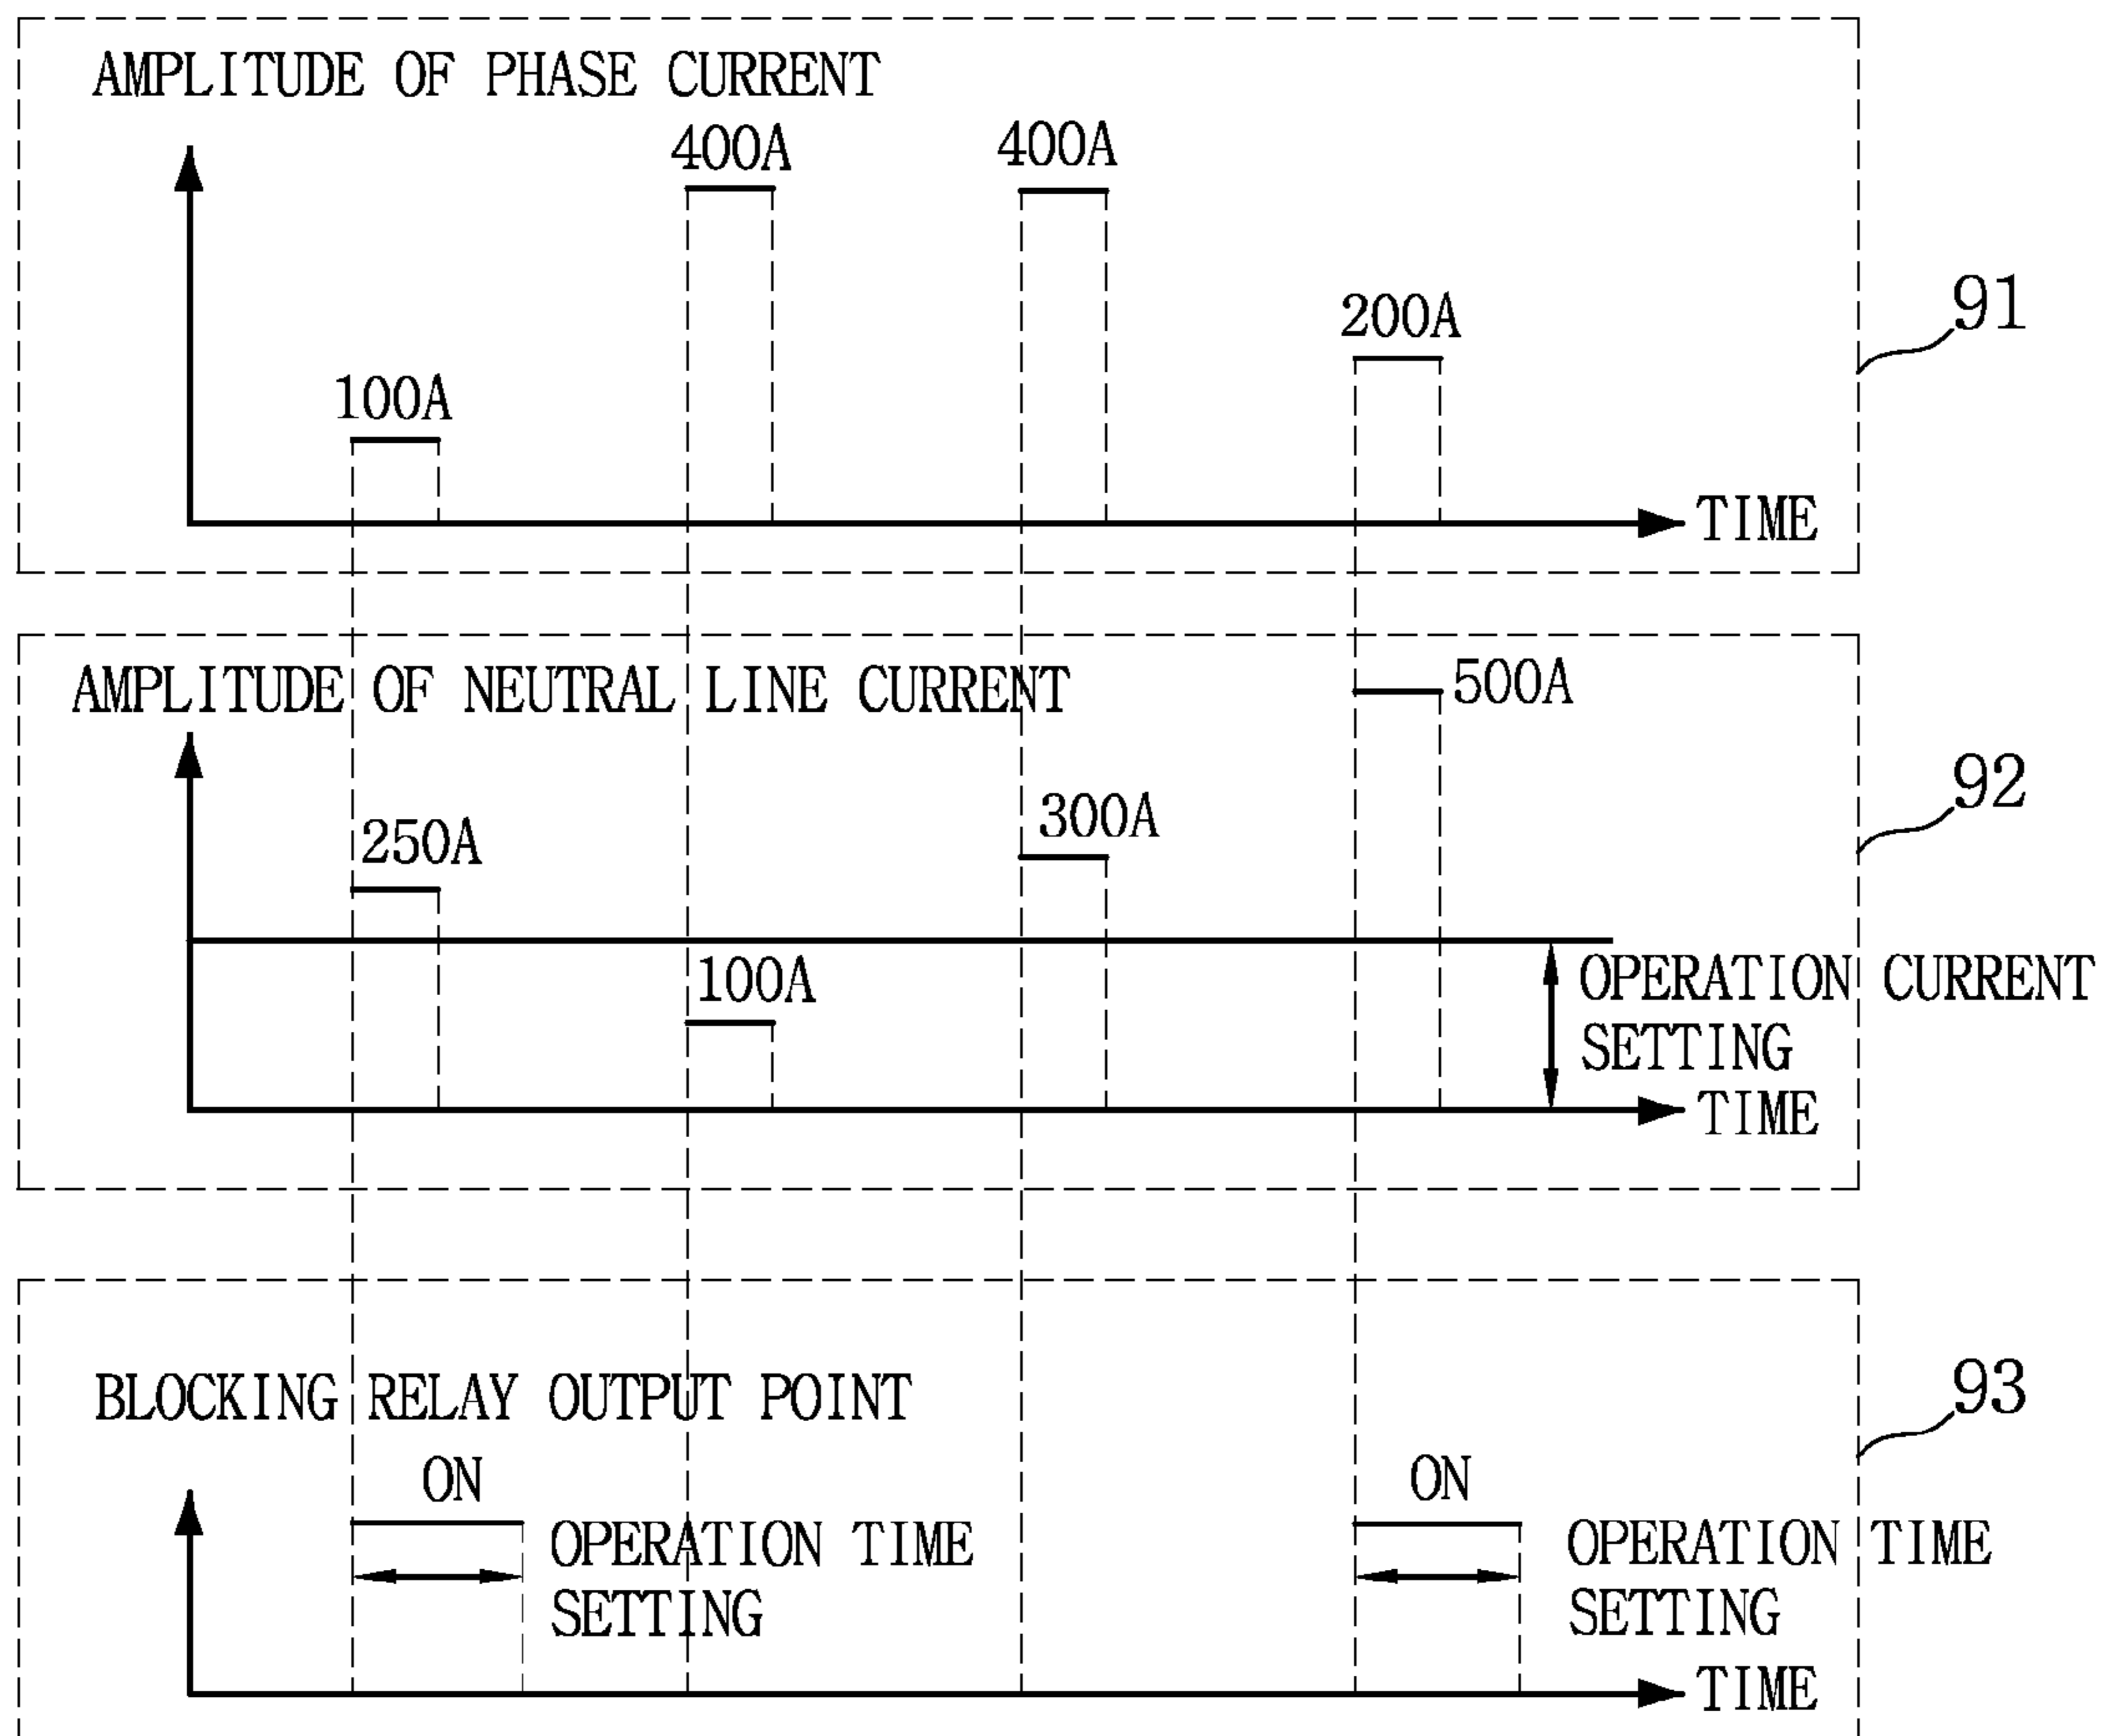 AMPLITUDE OF PHASE CURRENT
400A
400A
200A
100A
TIME
91
AMPLITUDE OF NEUTRAL LINE CURRENT
500A
300A
250A
100A
OPERATION CURRENT
SETTING
TIME
92
BLOCKING RELAY OUTPUT POINT
ON
OPERATION TIME
SETTING
ON
OPERATION TIME
SETTING
TIME
93